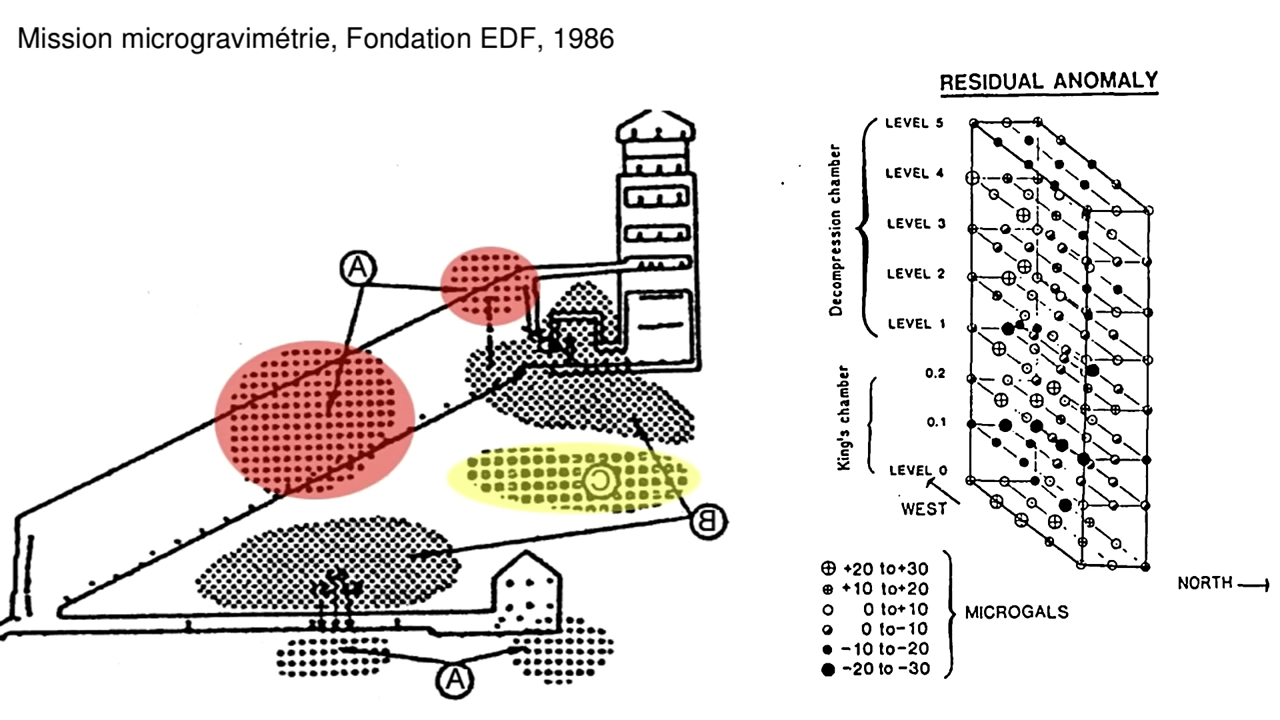 Mission microgravimétrie, Fondation EDF, 1986
A
C
B
A
RESIDUAL ANOMALY
Decompression chamber
LEVEL 5
LEVEL 4
LEVEL 3
LEVEL 2
LEVEL 1
King's chamber
0.2
0.1
LEVEL 0
WEST
NORTH
+20 to+30
+10 to+20
0 to+10
0 to-10
-10 to-20
-20 to-30
MICROGALS